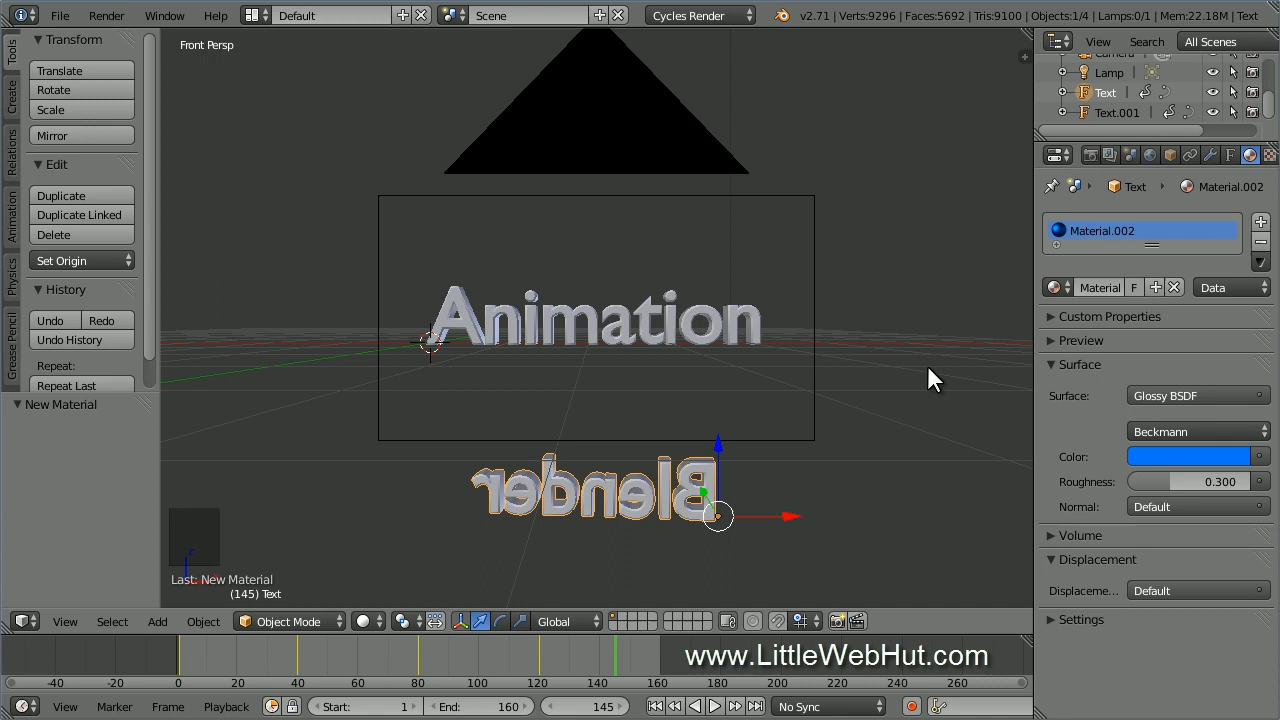 File Render Window Help Default Scene Cycles Render v2.71 | Verts:9296 | Faces:5692 | Tris:9100 | Objects:1/4 | Lamps:0/1 | Mem:22.18M | Text
Tools
Create
Relations
Animation
Physics
Grease Pencil
Transform
Translate
Rotate
Scale
Mirror
Edit
Duplicate
Duplicate Linked
Delete
Set Origin
History
Undo Redo
Undo History
Repeat:
Repeat Last
New Material
Front Persp
Animation
Blender
z
Last: New Material
(145) Text
View Select Add Object Object Mode Global
www.LittleWebHut.com
-40 -20 0 20 40 60 80 100 120 140 160 180 200 220 240 260
View Marker Frame Playback Start: 1 End: 160 145 No Sync
View Search All Scenes
Camera
Lamp
Text
Text.001
Text Material.002
Material.002
Material F Data
Custom Properties
Preview
Surface
Surface: Glossy BSDF
Beckmann
Color:
Roughness: 0.300
Normal: Default
Volume
Displacement
Displaceme... Default
Settings